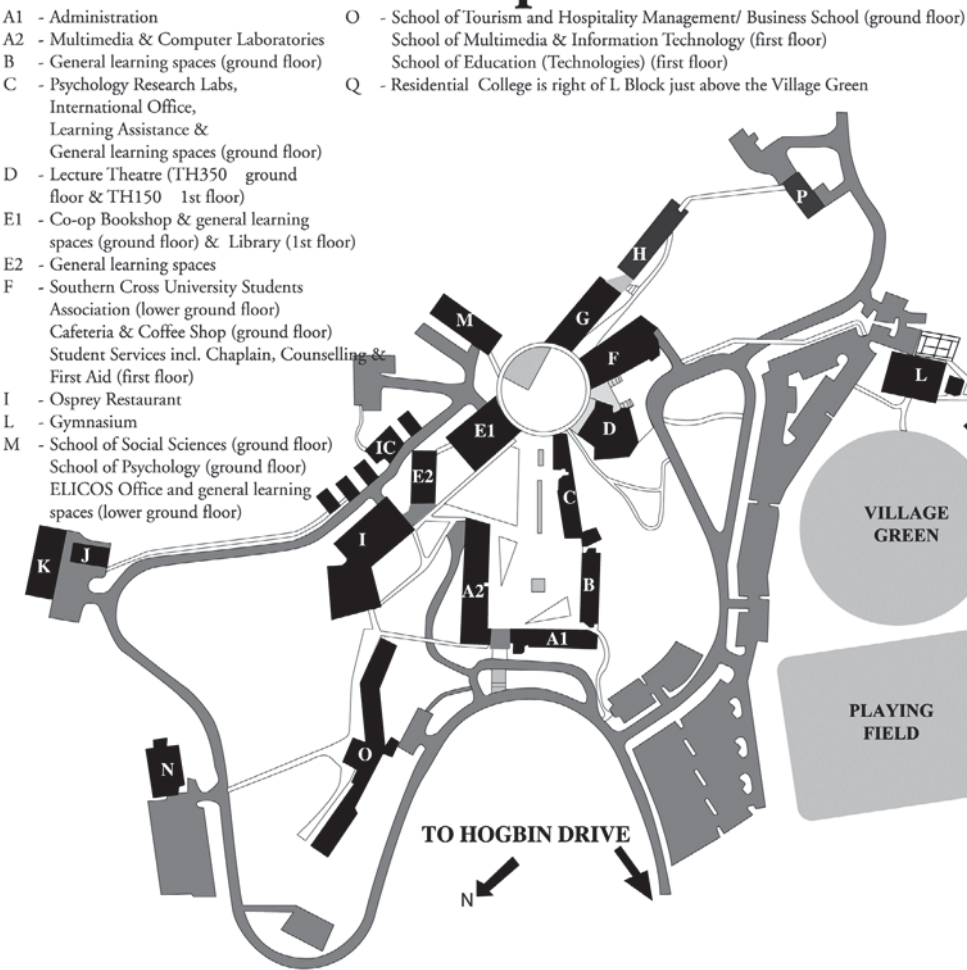 A1 - Administration
A2 - Multimedia & Computer Laboratories
B - General learning spaces (ground floor)
C - Psychology Research Labs,
International Office,
Learning Assistance &
General learning spaces (ground floor)
D - Lecture Theatre (TH350 ground
floor & TH150 1st floor)
E1 - Co-op Bookshop & general learning
spaces (ground floor) & Library (1st floor)
E2 - General learning spaces
F - Southern Cross University Students
Association (lower ground floor)
Cafeteria & Coffee Shop (ground floor)
Student Services incl. Chaplain, Counselling &
First Aid (first floor)
I - Osprey Restaurant
L - Gymnasium
M - School of Social Sciences (ground floor)
School of Psychology (ground floor)
ELICOS Office and general learning
spaces (lower ground floor)
O - School of Tourism and Hospitality Management/ Business School (ground floor)
School of Multimedia & Information Technology (first floor)
School of Education (Technologies) (first floor)
Q - Residential College is right of L Block just above the Village Green
P
H
G
M
F
L
E1
D
IC
E2
C
VILLAGE
GREEN
I
J
K
A2
B
A1
PLAYING
FIELD
O
N
TO HOGBIN DRIVE
N